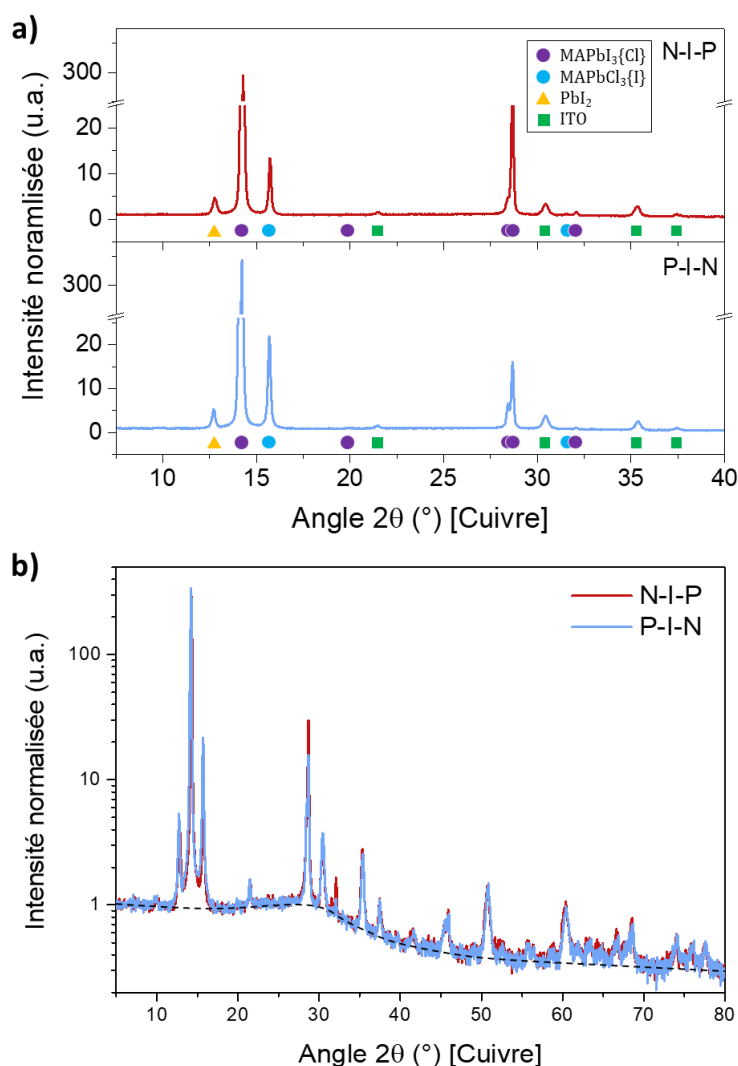 a)
N-I-P
MAPbI₃{Cl}
MAPbCl₃{I}
PbI₂
ITO
300
20
10
0
P-I-N
300
20
10
0
Intensité noramlisée (u.a.)
10 15 20 25 30 35 40
Angle 2θ (°) [Cuivre]
b)
N-I-P
P-I-N
100
10
1
Intensité normalisée (u.a.)
10 20 30 40 50 60 70 80
Angle 2θ (°) [Cuivre]